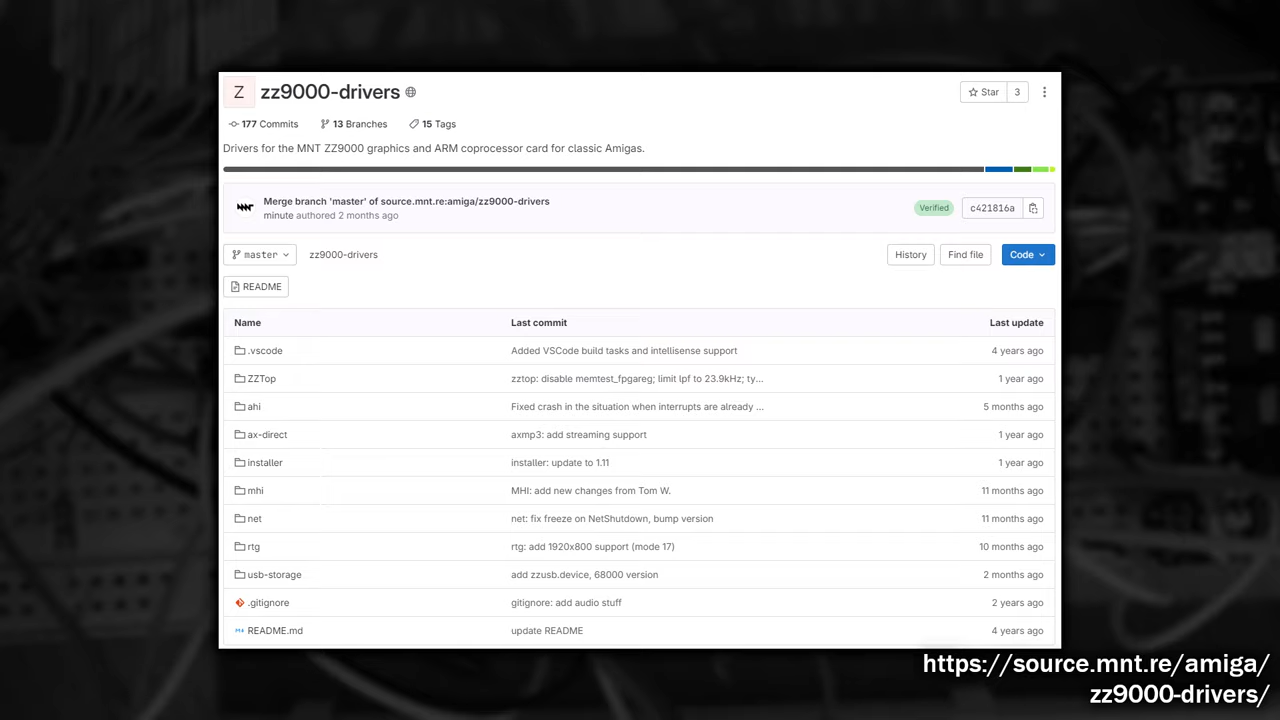 Z zz9000-drivers Star 3
177 Commits 13 Branches 15 Tags
Drivers for the MNT ZZ9000 graphics and ARM coprocessor card for classic Amigas.
Merge branch 'master' of source.mnt.re:amiga/zz9000-drivers
minute authored 2 months ago
Verified c421816a
master zz9000-drivers History Find file Code
README
Name Last commit Last update
.vscode Added VSCode build tasks and intellisense support 4 years ago
ZZTop zztop: disable memtest_fpgareg; limit lpf to 23.9kHz; ty... 1 year ago
ahi Fixed crash in the situation when interrupts are already ... 5 months ago
ax-direct axmp3: add streaming support 1 year ago
installer installer: update to 1.11 1 year ago
mhi MHI: add new changes from Tom W. 11 months ago
net net: fix freeze on NetShutdown, bump version 11 months ago
rtg rtg: add 1920x800 support (mode 17) 10 months ago
usb-storage add zzusb.device, 68000 version 2 months ago
.gitignore gitignore: add audio stuff 2 years ago
README.md update README 4 years ago
https://source.mnt.re/amiga/
zz9000-drivers/